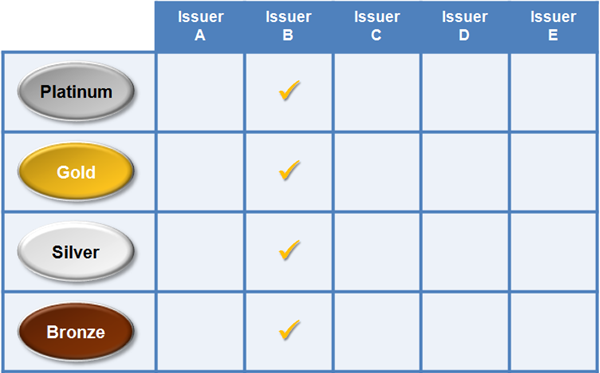 Issuer Issuer Issuer Issuer Issuer
A B C D E
Platinum ✓
Gold ✓
Silver ✓
Bronze ✓